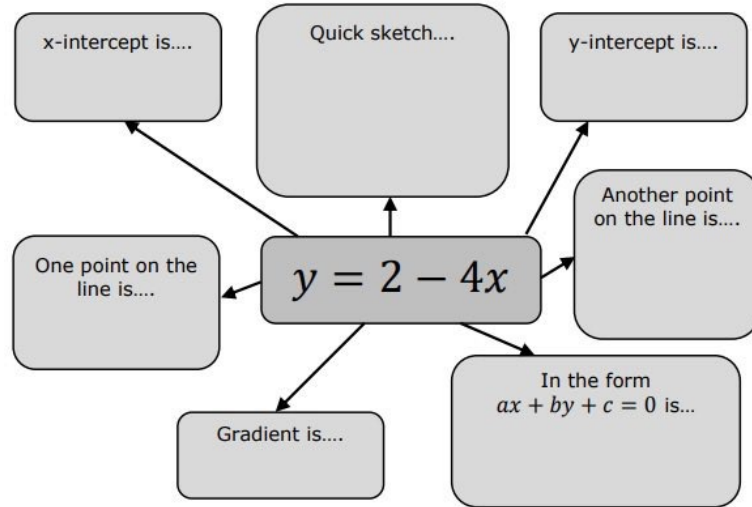 x-intercept is....
Quick sketch....
y-intercept is....
Another point
on the line is....
One point on the
line is....
y = 2 − 4x
In the form
ax + by + c = 0 is...
Gradient is....